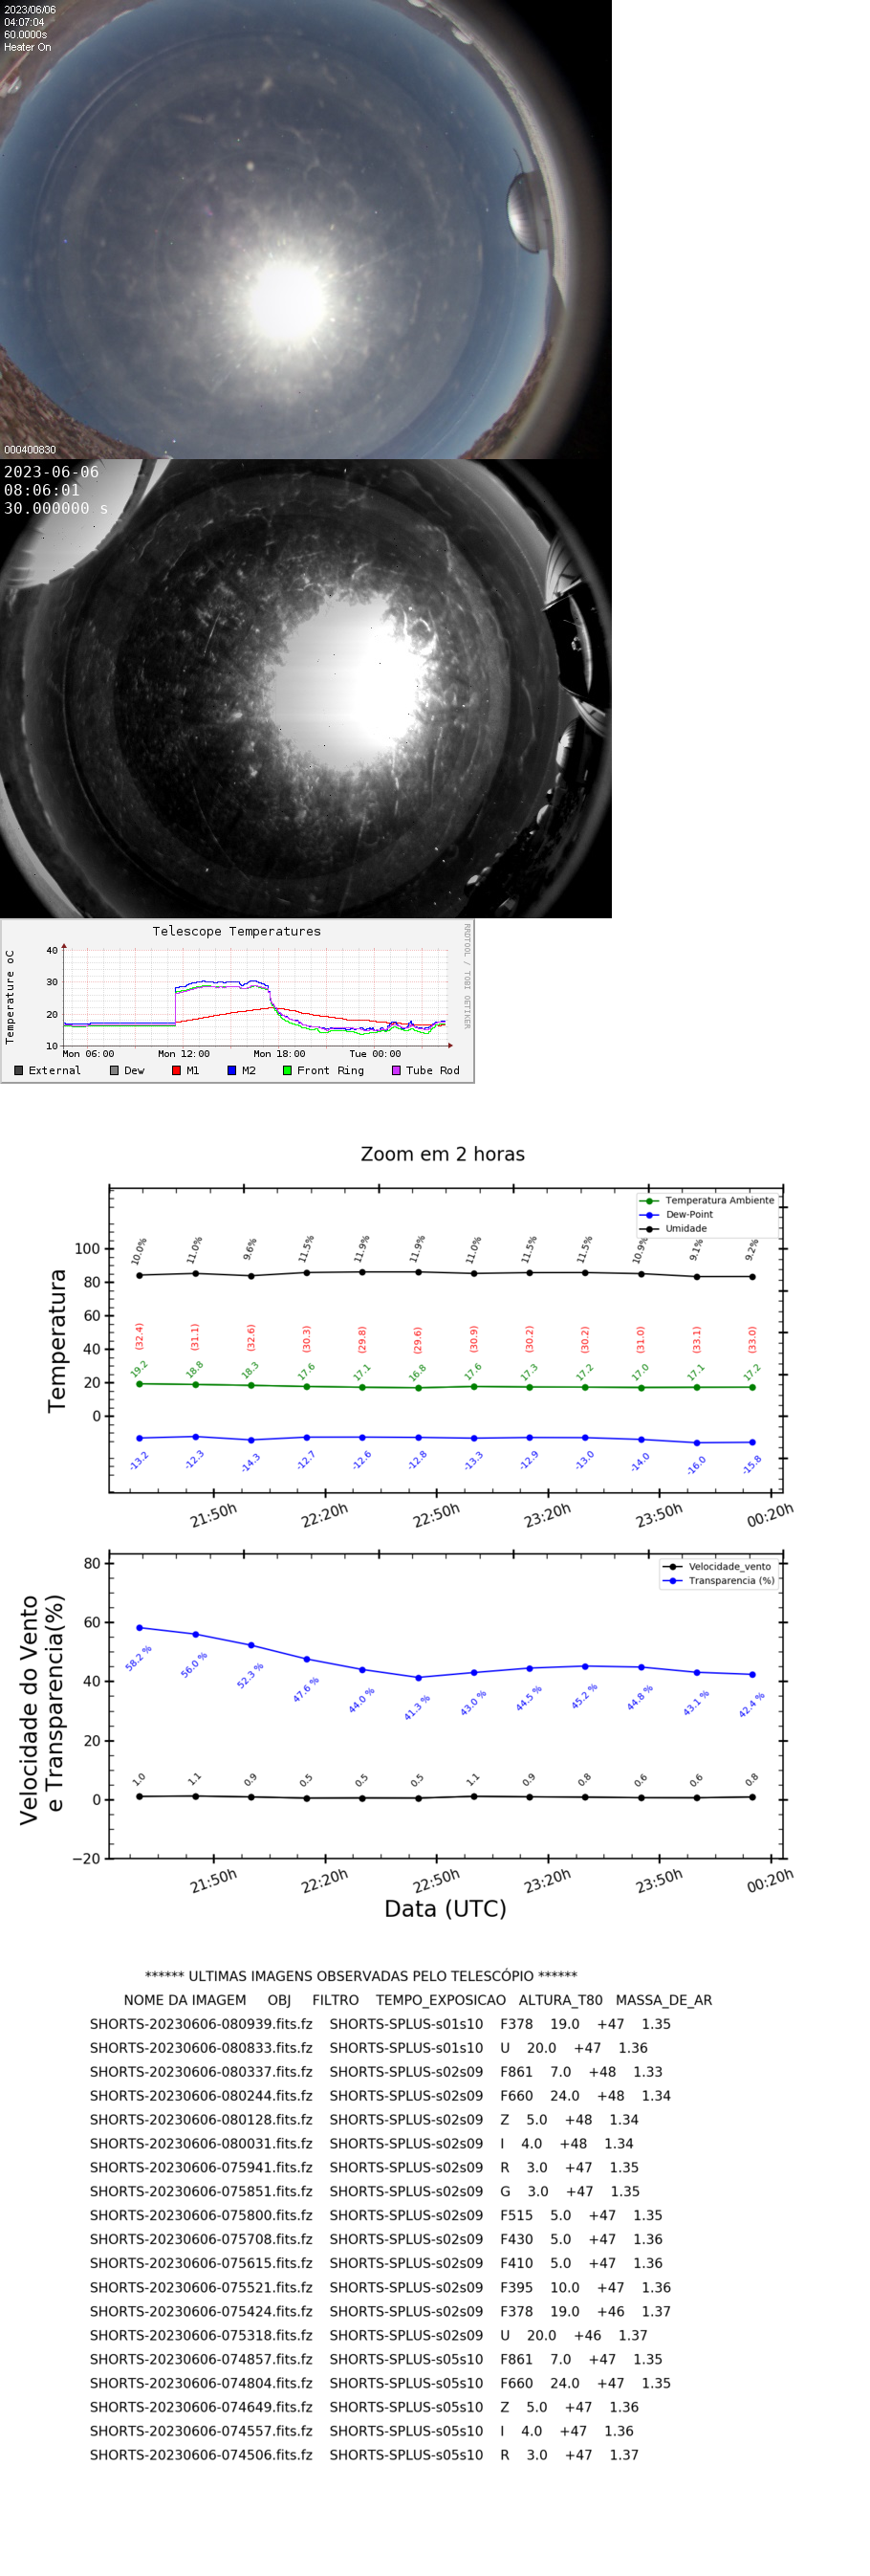 2023/06/06
04:07:04
60.0000s
Heater On
000400830
2023-06-06
08:06:01
30.000000 s
Telescope Temperatures
Temperature oC
RRDTOOL / TOBI OETIKER
40
30
20
10
Mon 06:00 Mon 12:00 Mon 18:00 Tue 00:00
External Dew M1 M2 Front Ring Tube Rod
Zoom em 2 horas
Temperatura Ambiente
Dew-Point
Umidade
Temperatura
100
80
60
40
20
0
10.0% 11.0% 9.6% 11.5% 11.9% 11.9% 11.0% 11.5% 11.5% 10.9% 9.1% 9.2%
(32.4) (31.1) (32.6) (30.3) (29.8) (29.6) (30.9) (30.2) (30.2) (31.0) (33.1) (33.0)
19.2 18.8 18.3 17.6 17.1 16.8 17.6 17.3 17.2 17.0 17.1 17.2
-13.2 -12.3 -14.3 -12.7 -12.6 -12.8 -13.3 -12.9 -13.0 -14.0 -16.0 -15.8
21:50h 22:20h 22:50h 23:20h 23:50h 00:20h
Velocidade_vento
Transparencia (%)
Velocidade do Vento
e Transparencia(%)
80
60
40
20
0
−20
58.2 % 56.0 % 52.3 % 47.6 % 44.0 % 41.3 % 43.0 % 44.5 % 45.2 % 44.8 % 43.1 % 42.4 %
1.0 1.1 0.9 0.5 0.5 0.5 1.1 0.9 0.8 0.6 0.6 0.8
21:50h 22:20h 22:50h 23:20h 23:50h 00:20h
Data (UTC)
****** ULTIMAS IMAGENS OBSERVADAS PELO TELESCÓPIO ******
NOME DA IMAGEM OBJ FILTRO TEMPO_EXPOSICAO ALTURA_T80 MASSA_DE_AR
SHORTS-20230606-080939.fits.fz SHORTS-SPLUS-s01s10 F378 19.0 +47 1.35
SHORTS-20230606-080833.fits.fz SHORTS-SPLUS-s01s10 U 20.0 +47 1.36
SHORTS-20230606-080337.fits.fz SHORTS-SPLUS-s02s09 F861 7.0 +48 1.33
SHORTS-20230606-080244.fits.fz SHORTS-SPLUS-s02s09 F660 24.0 +48 1.34
SHORTS-20230606-080128.fits.fz SHORTS-SPLUS-s02s09 Z 5.0 +48 1.34
SHORTS-20230606-080031.fits.fz SHORTS-SPLUS-s02s09 I 4.0 +48 1.34
SHORTS-20230606-075941.fits.fz SHORTS-SPLUS-s02s09 R 3.0 +47 1.35
SHORTS-20230606-075851.fits.fz SHORTS-SPLUS-s02s09 G 3.0 +47 1.35
SHORTS-20230606-075800.fits.fz SHORTS-SPLUS-s02s09 F515 5.0 +47 1.35
SHORTS-20230606-075708.fits.fz SHORTS-SPLUS-s02s09 F430 5.0 +47 1.36
SHORTS-20230606-075615.fits.fz SHORTS-SPLUS-s02s09 F410 5.0 +47 1.36
SHORTS-20230606-075521.fits.fz SHORTS-SPLUS-s02s09 F395 10.0 +47 1.36
SHORTS-20230606-075424.fits.fz SHORTS-SPLUS-s02s09 F378 19.0 +46 1.37
SHORTS-20230606-075318.fits.fz SHORTS-SPLUS-s02s09 U 20.0 +46 1.37
SHORTS-20230606-074857.fits.fz SHORTS-SPLUS-s05s10 F861 7.0 +47 1.35
SHORTS-20230606-074804.fits.fz SHORTS-SPLUS-s05s10 F660 24.0 +47 1.35
SHORTS-20230606-074649.fits.fz SHORTS-SPLUS-s05s10 Z 5.0 +47 1.36
SHORTS-20230606-074557.fits.fz SHORTS-SPLUS-s05s10 I 4.0 +47 1.36
SHORTS-20230606-074506.fits.fz SHORTS-SPLUS-s05s10 R 3.0 +47 1.37